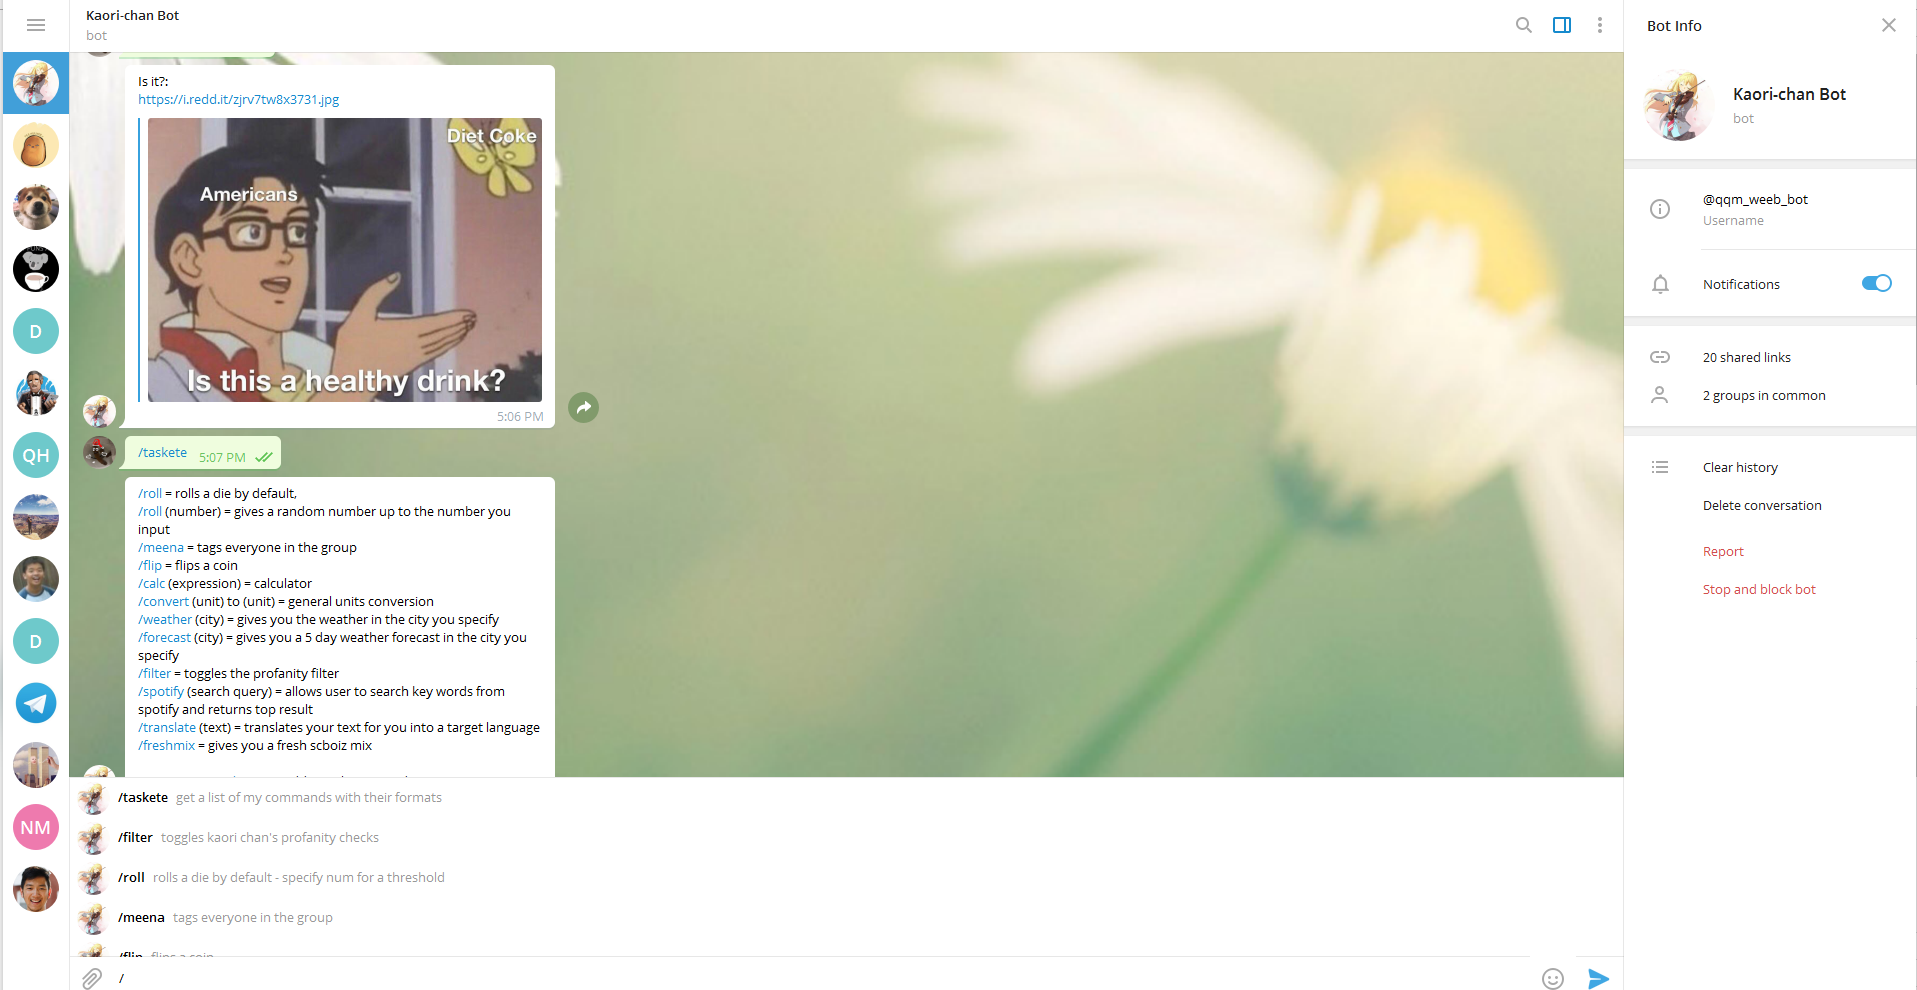 Kaori-chan Bot
bot
Is it?:
https://i.redd.it/zjrv7tw8x3731.jpg
Diet Coke
Americans
Is this a healthy drink?
5:06 PM
/taskete 5:07 PM
/roll = rolls a die by default,
/roll (number) = gives a random number up to the number you
input
/meena = tags everyone in the group
/flip = flips a coin
/calc (expression) = calculator
/convert (unit) to (unit) = general units conversion
/weather (city) = gives you the weather in the city you specify
/forecast (city) = gives you a 5 day weather forecast in the city you
specify
/filter = toggles the profanity filter
/spotify (search query) = allows user to search key words from
spotify and returns top result
/translate (text) = translates your text for you into a target language
/freshmix = gives you a fresh scboiz mix
/taskete get a list of my commands with their formats
/filter toggles kaori chan's profanity checks
/roll rolls a die by default - specify num for a threshold
/meena tags everyone in the group
/flip flips a coin
/
D
QH
D
NM
Bot Info
Kaori-chan Bot
bot
@qqm_weeb_bot
Username
Notifications
20 shared links
2 groups in common
Clear history
Delete conversation
Report
Stop and block bot